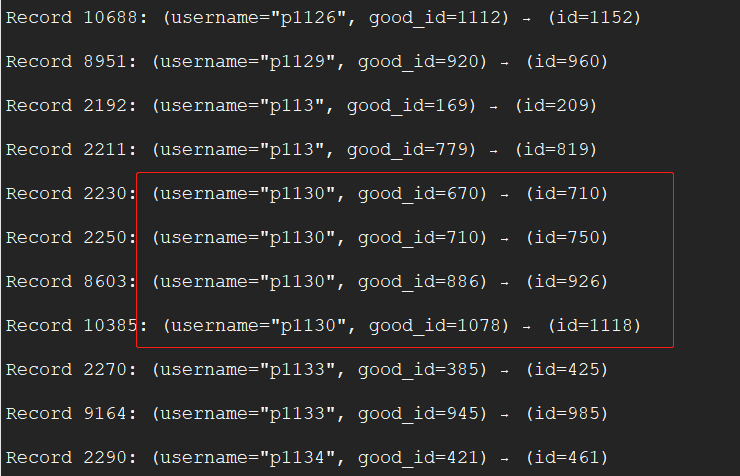 Record 10688: (username="p1126", good_id=1112) → (id=1152)
Record 8951: (username="p1129", good_id=920) → (id=960)
Record 2192: (username="p113", good_id=169) → (id=209)
Record 2211: (username="p113", good_id=779) → (id=819)
Record 2230: (username="p1130", good_id=670) → (id=710)
Record 2250: (username="p1130", good_id=710) → (id=750)
Record 8603: (username="p1130", good_id=886) → (id=926)
Record 10385: (username="p1130", good_id=1078) → (id=1118)
Record 2270: (username="p1133", good_id=385) → (id=425)
Record 9164: (username="p1133", good_id=945) → (id=985)
Record 2290: (username="p1134", good_id=421) → (id=461)